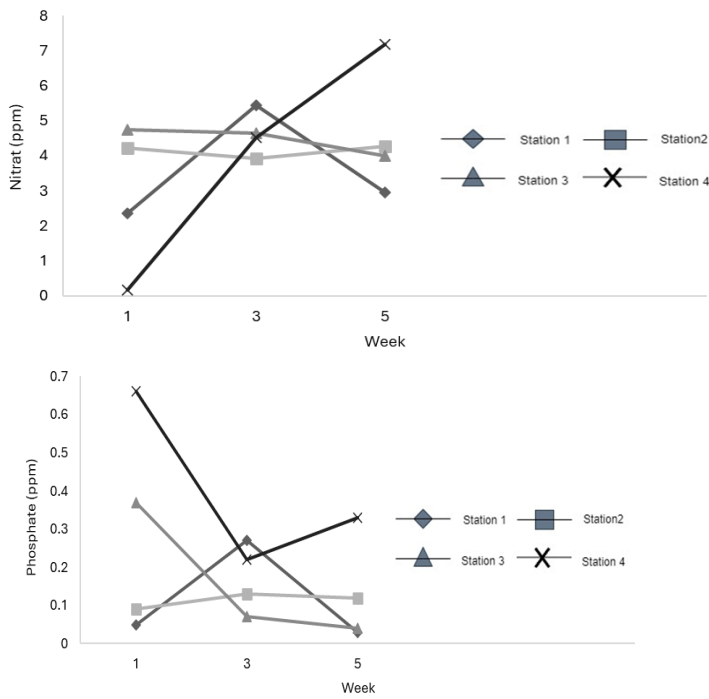 8
7
6
5
4
3
2
1
0
Nitrat (ppm)
1 3 5
Week
Station 1 Station2
Station 3 Station 4
0.7
0.6
0.5
0.4
0.3
0.2
0.1
0
Phosphate (ppm)
1 3 5
Week
Station 1 Station2
Station 3 Station 4